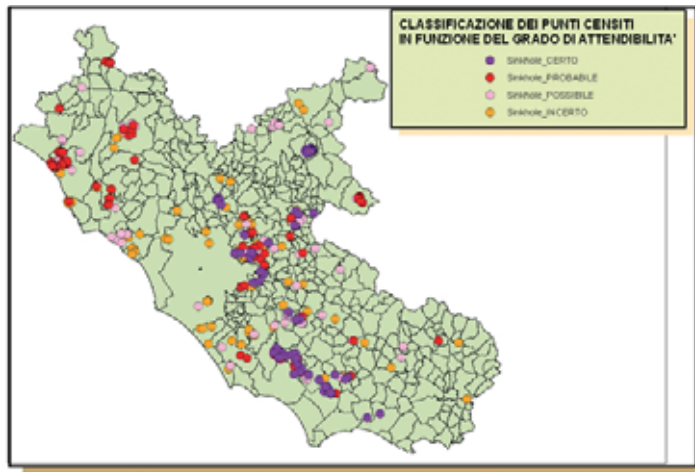 CLASSIFICAZIONE DEI PUNTI CENSITI
IN FUNZIONE DEL GRADO DI ATTENDIBILITA'
Sinkhole_CERTO
Sinkhole_PROBABILE
Sinkhole_POSSIBILE
Sinkhole_INCERTO